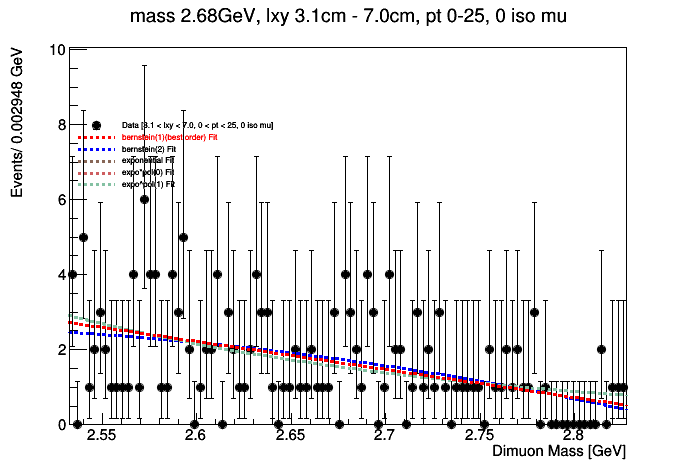 mass 2.68GeV, lxy 3.1cm - 7.0cm, pt 0-25, 0 iso mu
Events/ 0.002948 GeV
10
8
6
4
2
0
Data [3.1 < lxy < 7.0, 0 < pt < 25, 0 iso mu]
bernstein(1)(best order) Fit
bernstein(2) Fit
exponential Fit
expo*pol(0) Fit
expo*pol(1) Fit
2.55 2.6 2.65 2.7 2.75 2.8
Dimuon Mass [GeV]